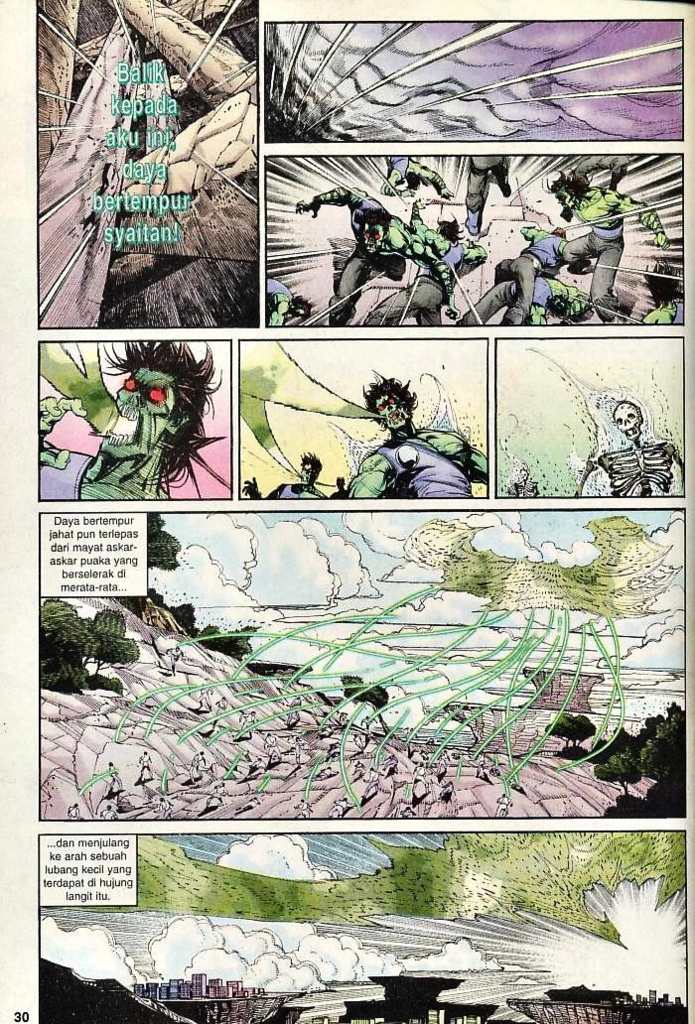 Balik
kepada
aku ini,
daya
bertempur
syaitan!
Daya bertempur
jahat pun terlepas
dari mayat askar-
askar puaka yang
berselerak di
merata-rata...
...dan menjulang
ke arah sebuah
lubang kecil yang
terdapat di hujung
langit itu.
30